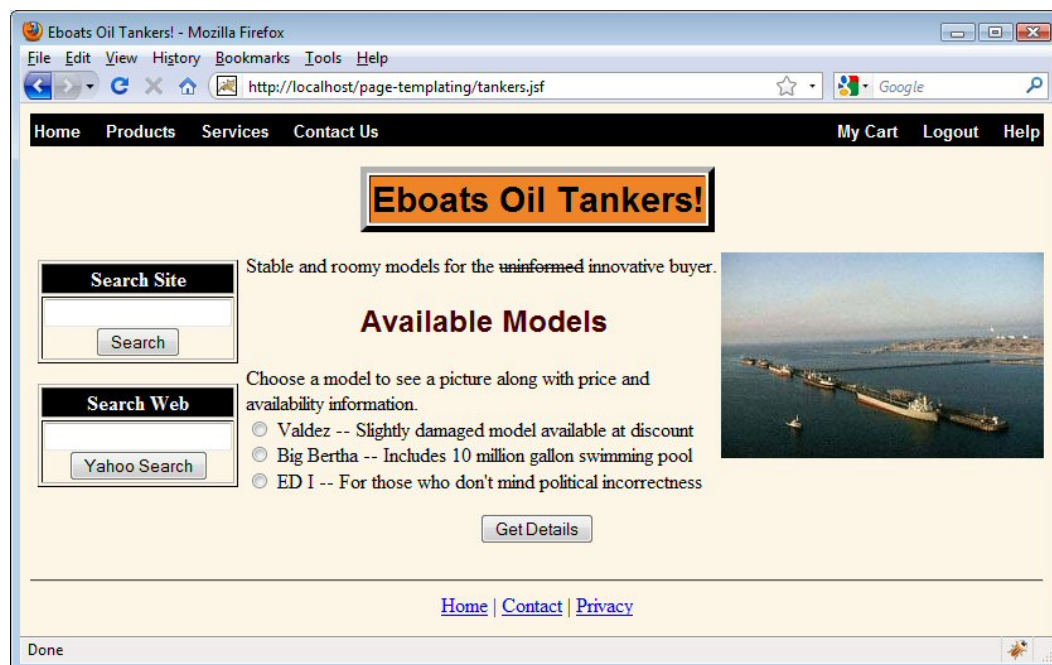 Eboats Oil Tankers! - Mozilla Firefox
File Edit View History Bookmarks Tools Help
http://localhost/page-templating/tankers.jsf Google
Home Products Services Contact Us My Cart Logout Help
Eboats Oil Tankers!
Search Site
Search
Search Web
Yahoo Search
Stable and roomy models for the uninformed innovative buyer.
Available Models
Choose a model to see a picture along with price and
availability information.
Valdez -- Slightly damaged model available at discount
Big Bertha -- Includes 10 million gallon swimming pool
ED I -- For those who don't mind political incorrectness
Get Details
Home | Contact | Privacy
Done